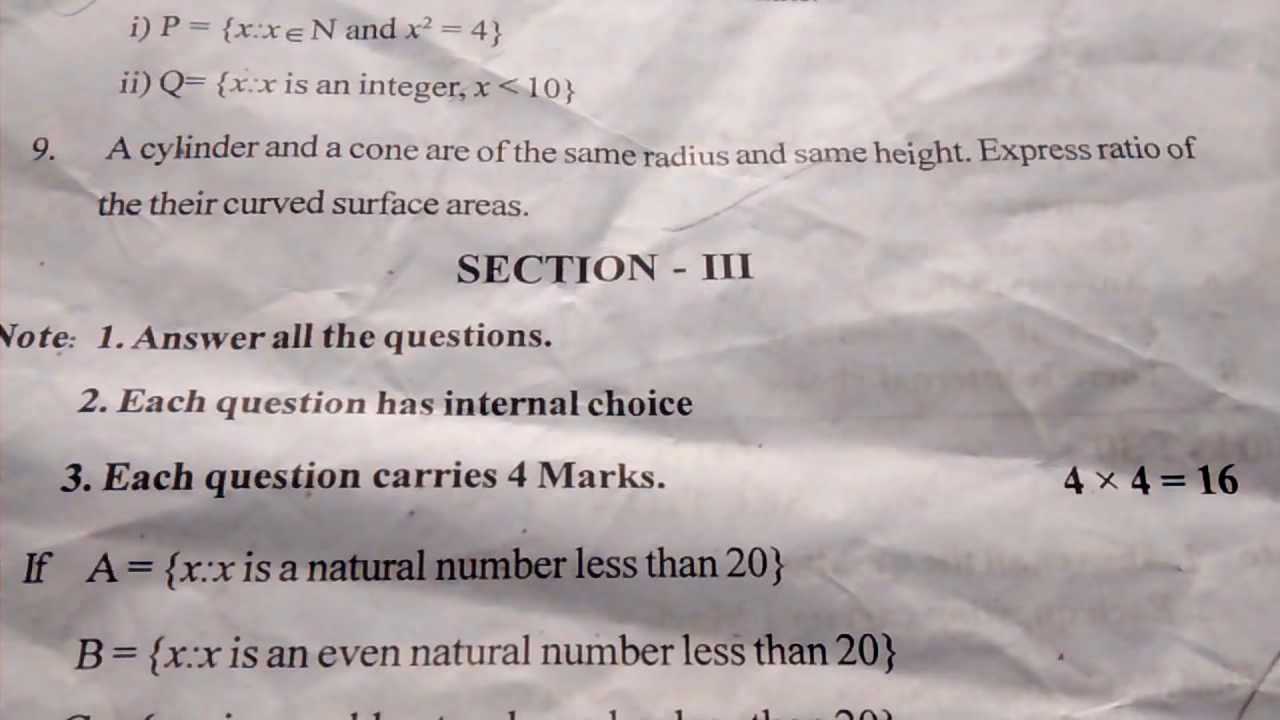 i) P = {x:x∈N and x² = 4}
ii) Q= {x:x is an integer, x < 10}
9. A cylinder and a cone are of the same radius and same height. Express ratio of
the their curved surface areas.
SECTION - III
Note: 1. Answer all the questions.
2. Each question has internal choice
3. Each question carries 4 Marks. 4 × 4 = 16
If A = {x:x is a natural number less than 20}
B = {x:x is an even natural number less than 20}